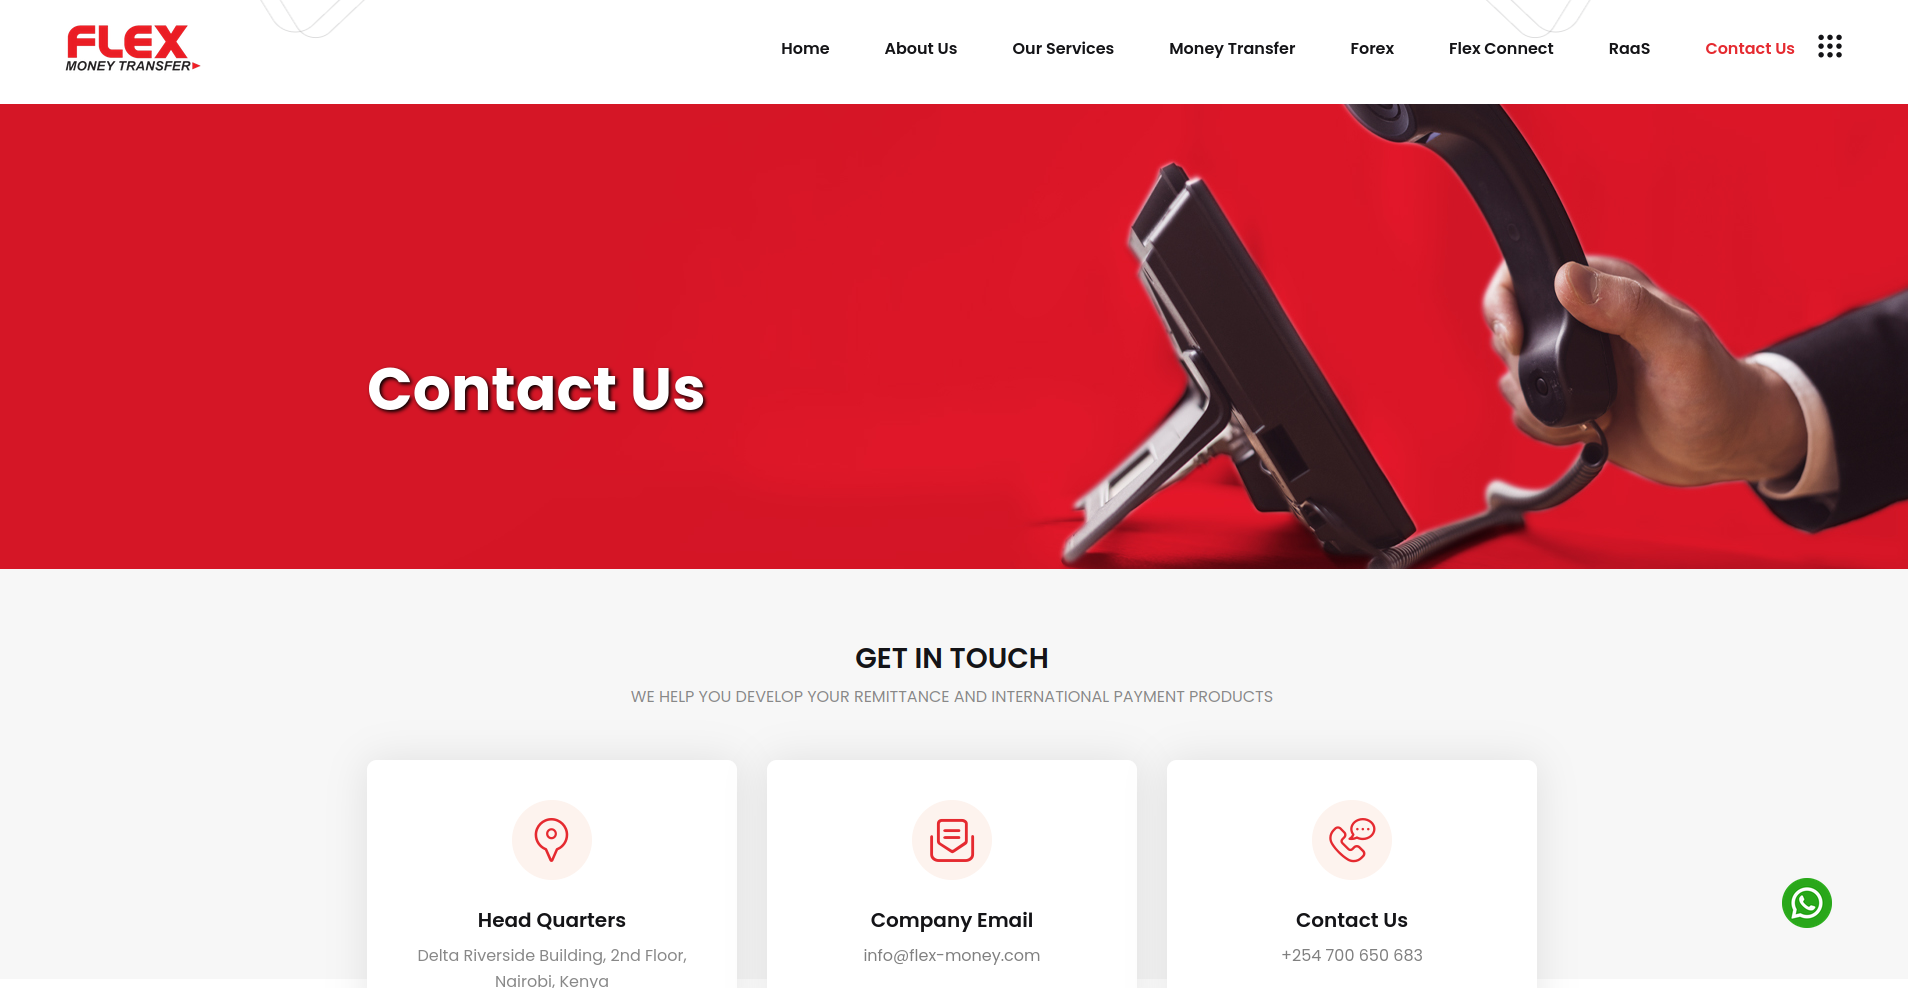 FLEX
MONEY TRANSFER
Home
About Us
Our Services
Money Transfer
Forex
Flex Connect
RaaS
Contact Us
Contact Us
GET IN TOUCH
WE HELP YOU DEVELOP YOUR REMITTANCE AND INTERNATIONAL PAYMENT PRODUCTS
Head Quarters
Delta Riverside Building, 2nd Floor,
Nairobi, Kenya
Company Email
info@flex-money.com
Contact Us
+254 700 650 683